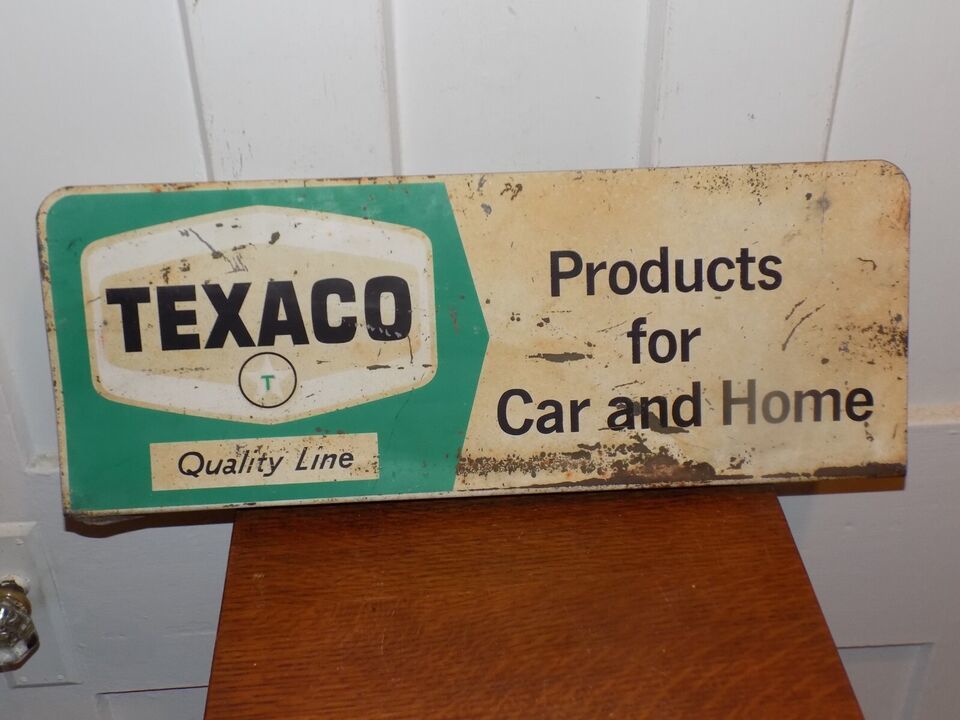 TEXACO
T
Quality Line
Products
for
Car and Home